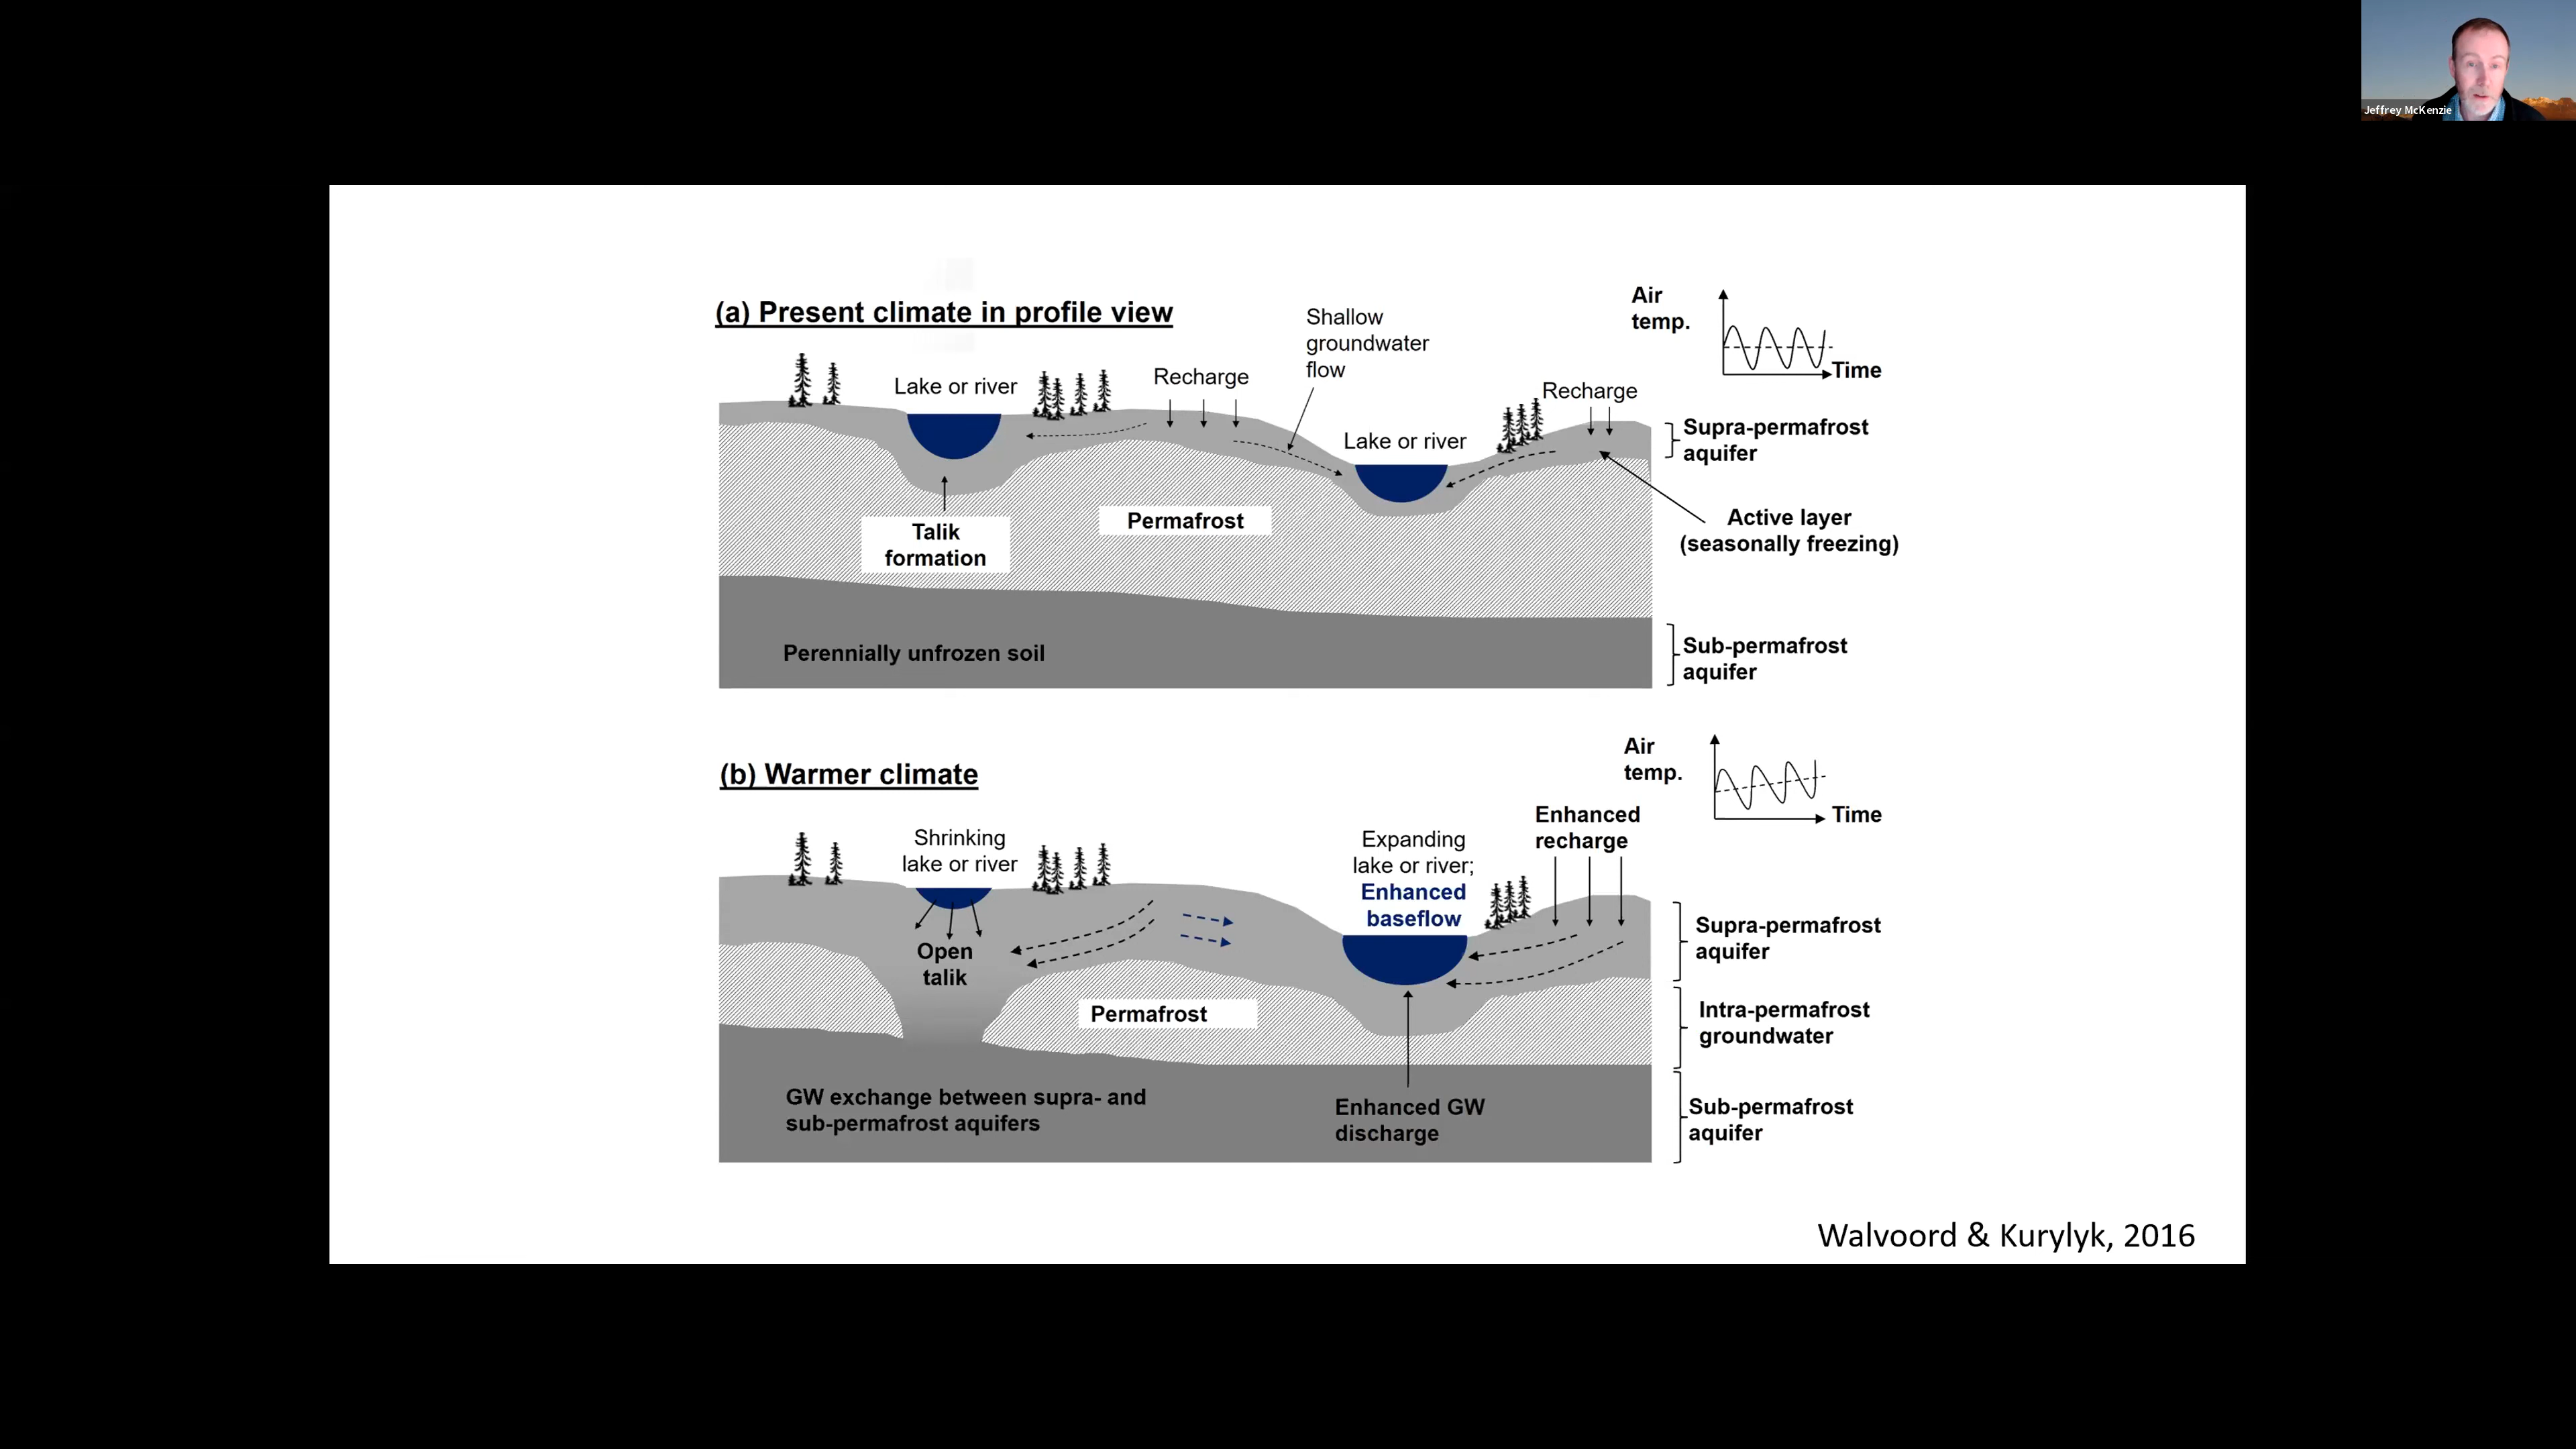 Jeffrey McKenzie
(a) Present climate in profile view
Shallow
groundwater
flow
Air
temp.
Time
Lake or river
Recharge
Recharge
Lake or river
Supra-permafrost
aquifer
Talik
formation
Permafrost
Active layer
(seasonally freezing)
Perennially unfrozen soil
Sub-permafrost
aquifer
(b) Warmer climate
Air
temp.
Time
Shrinking
lake or river
Expanding
lake or river;
Enhanced
baseflow
Enhanced
recharge
Open
talik
Supra-permafrost
aquifer
Permafrost
Intra-permafrost
groundwater
GW exchange between supra- and
sub-permafrost aquifers
Enhanced GW
discharge
Sub-permafrost
aquifer
Walvoord & Kurylyk, 2016